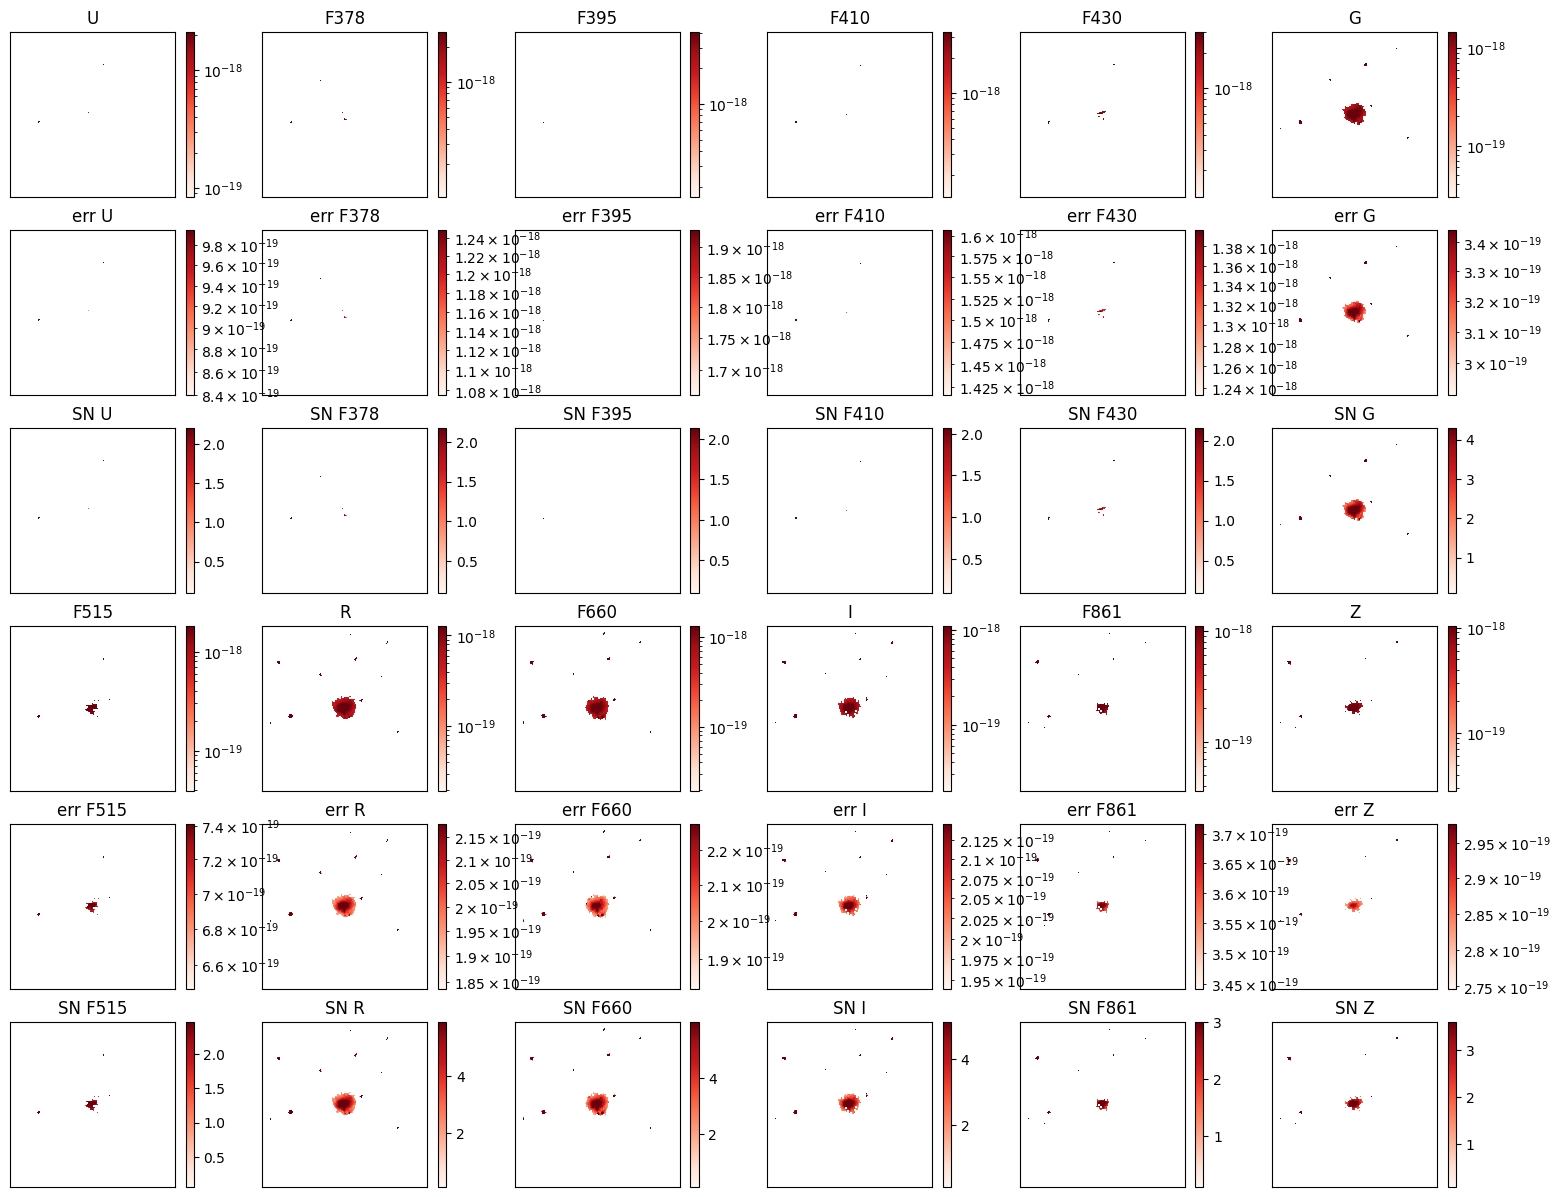 U F378 F395 F410 F430 G
10⁻¹⁸ 10⁻¹⁸ 10⁻¹⁸ 10⁻¹⁸ 10⁻¹⁸ 10⁻¹⁸
10⁻¹⁹ 10⁻¹⁹
err U err F378 err F395 err F410 err F430 err G
9.8 × 10⁻¹⁹ 1.24 × 10⁻¹⁸ 1.9 × 10⁻¹⁸ 1.6 × 10⁻¹⁸ 1.38 × 10⁻¹⁸ 3.4 × 10⁻¹⁹
9.6 × 10⁻¹⁹ 1.22 × 10⁻¹⁸ 1.85 × 10⁻¹⁸ 1.575 × 10⁻¹⁸ 1.36 × 10⁻¹⁸ 3.3 × 10⁻¹⁹
9.4 × 10⁻¹⁹ 1.2 × 10⁻¹⁸ 1.8 × 10⁻¹⁸ 1.55 × 10⁻¹⁸ 1.34 × 10⁻¹⁸ 3.2 × 10⁻¹⁹
9.2 × 10⁻¹⁹ 1.18 × 10⁻¹⁸ 1.75 × 10⁻¹⁸ 1.525 × 10⁻¹⁸ 1.32 × 10⁻¹⁸ 3.1 × 10⁻¹⁹
9 × 10⁻¹⁹ 1.16 × 10⁻¹⁸ 1.7 × 10⁻¹⁸ 1.5 × 10⁻¹⁸ 1.3 × 10⁻¹⁸ 3 × 10⁻¹⁹
8.8 × 10⁻¹⁹ 1.14 × 10⁻¹⁸ 1.475 × 10⁻¹⁸ 1.28 × 10⁻¹⁸
8.6 × 10⁻¹⁹ 1.12 × 10⁻¹⁸ 1.45 × 10⁻¹⁸ 1.26 × 10⁻¹⁸
8.4 × 10⁻¹⁹ 1.1 × 10⁻¹⁸ 1.425 × 10⁻¹⁸ 1.24 × 10⁻¹⁸
1.08 × 10⁻¹⁸
SN U SN F378 SN F395 SN F410 SN F430 SN G
2.0 2.0 2.0 2.0 2.0 4
1.5 1.5 1.5 1.5 1.5 3
1.0 1.0 1.0 1.0 1.0 2
0.5 0.5 0.5 0.5 0.5 1
F515 R F660 I F861 Z
10⁻¹⁸ 10⁻¹⁸ 10⁻¹⁸ 10⁻¹⁸ 10⁻¹⁸ 10⁻¹⁸
10⁻¹⁹ 10⁻¹⁹ 10⁻¹⁹ 10⁻¹⁹ 10⁻¹⁹ 10⁻¹⁹
err F515 err R err F660 err I err F861 err Z
7.4 × 10⁻¹⁹ 2.15 × 10⁻¹⁹ 2.2 × 10⁻¹⁹ 2.125 × 10⁻¹⁹ 3.7 × 10⁻¹⁹ 2.95 × 10⁻¹⁹
7.2 × 10⁻¹⁹ 2.1 × 10⁻¹⁹ 2.1 × 10⁻¹⁹ 2.1 × 10⁻¹⁹ 3.65 × 10⁻¹⁹ 2.9 × 10⁻¹⁹
7 × 10⁻¹⁹ 2.05 × 10⁻¹⁹ 2 × 10⁻¹⁹ 2.075 × 10⁻¹⁹ 3.6 × 10⁻¹⁹ 2.85 × 10⁻¹⁹
6.8 × 10⁻¹⁹ 2 × 10⁻¹⁹ 1.9 × 10⁻¹⁹ 2.05 × 10⁻¹⁹ 3.55 × 10⁻¹⁹ 2.8 × 10⁻¹⁹
6.6 × 10⁻¹⁹ 1.95 × 10⁻¹⁹ 2.025 × 10⁻¹⁹ 3.5 × 10⁻¹⁹ 2.75 × 10⁻¹⁹
1.9 × 10⁻¹⁹ 2 × 10⁻¹⁹ 3.45 × 10⁻¹⁹
1.85 × 10⁻¹⁹ 1.975 × 10⁻¹⁹
1.95 × 10⁻¹⁹
SN F515 SN R SN F660 SN I SN F861 SN Z
2.0 4 4 4 3 3
1.5 2 2 2 2 2
1.0 1 1
0.5